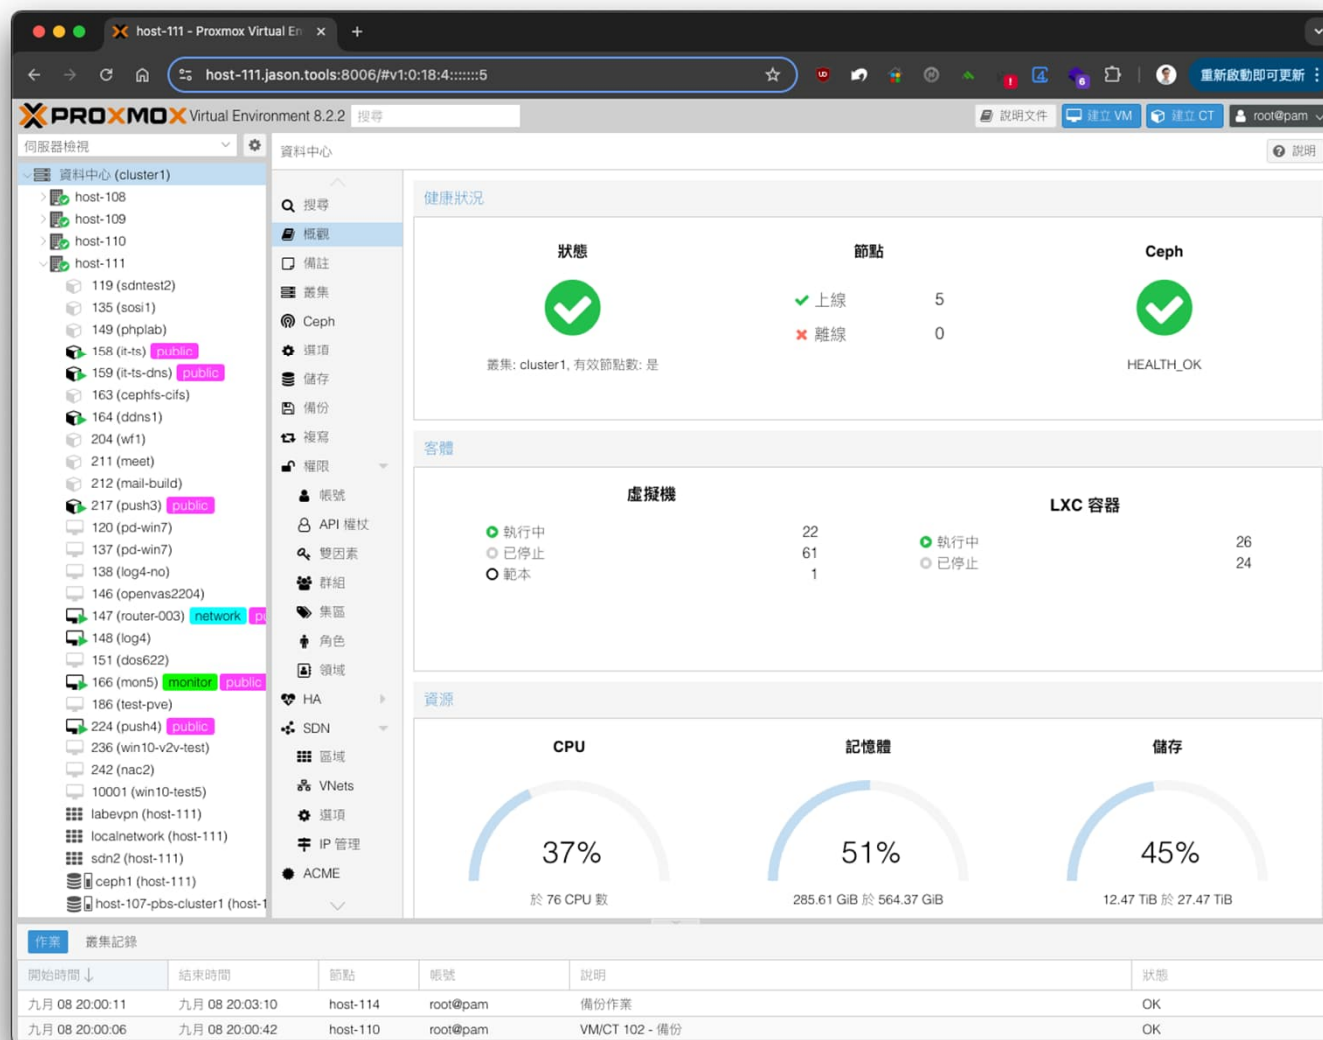 host-111 - Proxmox Virtual En
host-111.jason.tools:8006/#v1:0:18:4:::::::5
重新啟動即可更新
PROXMOX Virtual Environment 8.2.2 搜尋
說明文件 建立 VM 建立 CT root@pam
伺服器檢視
資料中心
說明
資料中心 (cluster1)
host-108
host-109
host-110
host-111
119 (sdntest2)
135 (sosi1)
149 (phplab)
158 (it-ts) public
159 (it-ts-dns) public
163 (cephfs-cifs)
164 (ddns1)
204 (wf1)
211 (meet)
212 (mail-build)
217 (push3) public
120 (pd-win7)
137 (pd-win7)
138 (log4-no)
146 (openvas2204)
147 (router-003) network
148 (log4)
151 (dos622)
166 (mon5) monitor public
186 (test-pve)
224 (push4) public
236 (win10-v2v-test)
242 (nac2)
10001 (win10-test5)
labevpn (host-111)
localnetwork (host-111)
sdn2 (host-111)
ceph1 (host-111)
host-107-pbs-cluster1 (host-1
搜尋
概觀
備註
叢集
Ceph
選項
儲存
備份
複寫
權限
帳號
API 權杖
雙因素
群組
集區
角色
領域
HA
SDN
區域
VNets
選項
IP 管理
ACME
健康狀況
狀態
叢集: cluster1, 有效節點數: 是
節點
上線 5
離線 0
Ceph
HEALTH_OK
客體
虛擬機
執行中 22
已停止 61
範本 1
LXC 容器
執行中 26
已停止 24
資源
CPU
37%
於 76 CPU 數
記憶體
51%
285.61 GiB 於 564.37 GiB
儲存
45%
12.47 TiB 於 27.47 TiB
作業 叢集記錄
開始時間 結束時間 節點 帳號 說明 狀態
九月 08 20:00:11 九月 08 20:03:10 host-114 root@pam 備份作業 OK
九月 08 20:00:06 九月 08 20:00:42 host-110 root@pam VM/CT 102 - 備份 OK